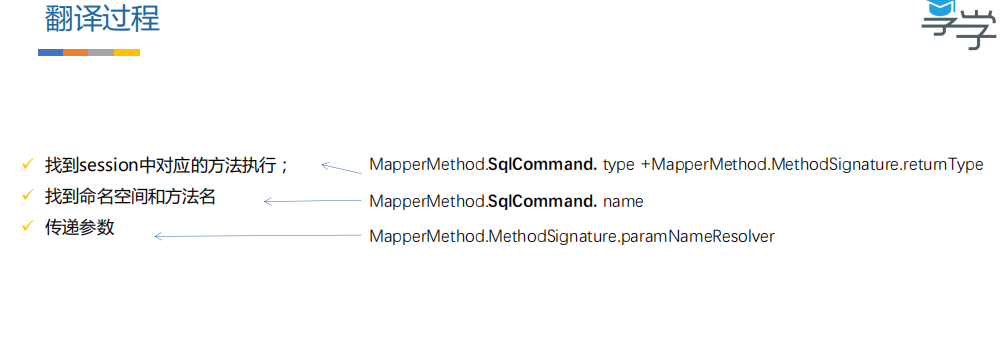 翻译过程
学学
找到session中对应的方法执行；
MapperMethod.SqlCommand. type +MapperMethod.MethodSignature.returnType
找到命名空间和方法名
MapperMethod.SqlCommand. name
传递参数
MapperMethod.MethodSignature.paramNameResolver